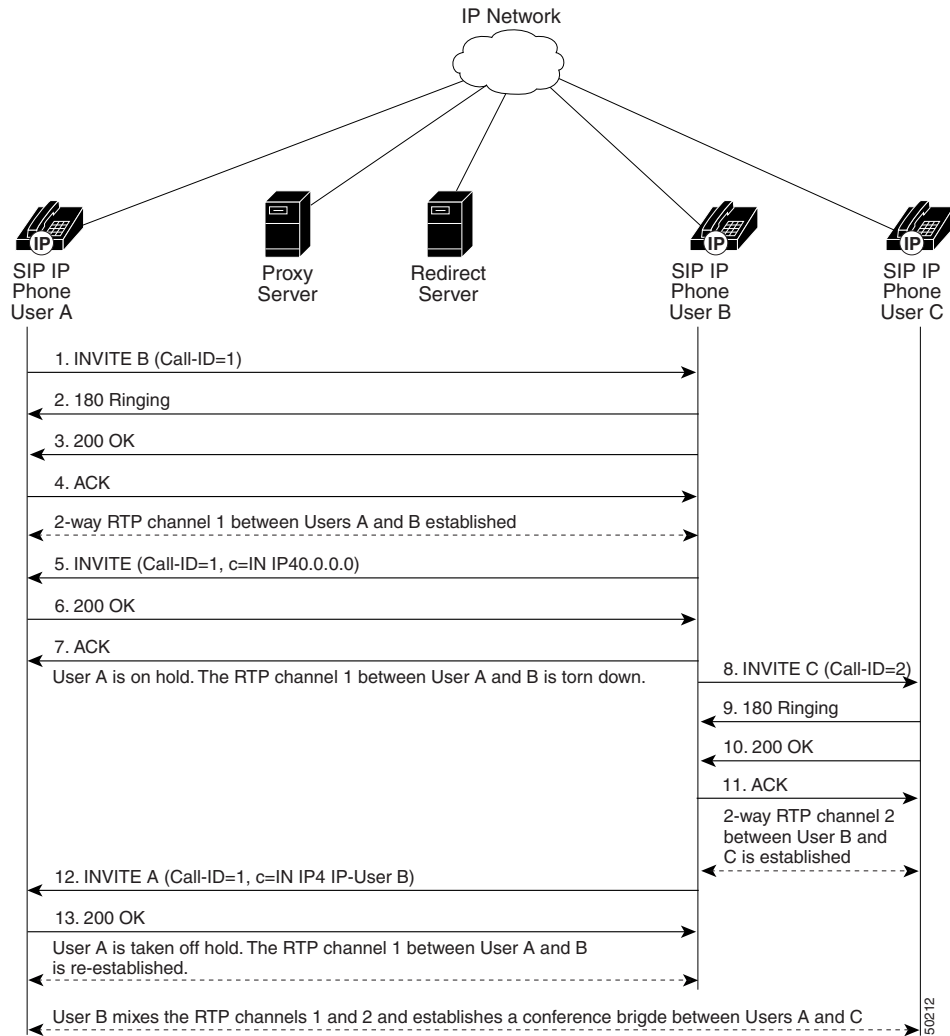 IP Network
IP
SIP IP
Phone
User A
Proxy
Server
Redirect
Server
IP
SIP IP
Phone
User B
IP
SIP IP
Phone
User C
1. INVITE B (Call-ID=1)
2. 180 Ringing
3. 200 OK
4. ACK
2-way RTP channel 1 between Users A and B established
5. INVITE (Call-ID=1, c=IN IP40.0.0.0)
6. 200 OK
7. ACK
User A is on hold. The RTP channel 1 between User A and B is torn down.
8. INVITE C (Call-ID=2)
9. 180 Ringing
10. 200 OK
11. ACK
2-way RTP channel 2
between User B and
C is established
12. INVITE A (Call-ID=1, c=IN IP4 IP-User B)
13. 200 OK
User A is taken off hold. The RTP channel 1 between User A and B
is re-established.
User B mixes the RTP channels 1 and 2 and establishes a conference brigde between Users A and C
50212